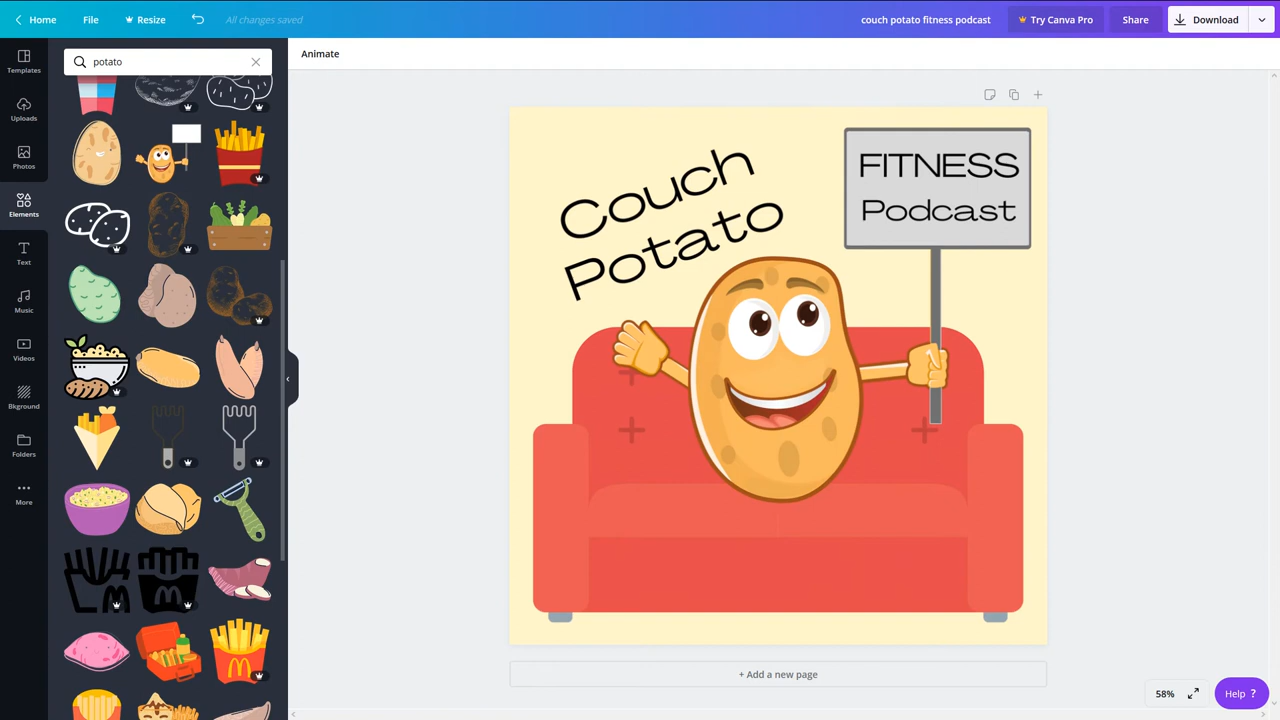 Home
File
Resize
All changes saved
couch potato fitness podcast
Try Canva Pro
Share
Download
Templates
Uploads
Photos
Elements
Text
Music
Videos
Bkground
Folders
More
potato
Animate
Couch
Potato
FITNESS
Podcast
+ Add a new page
58%
Help ?